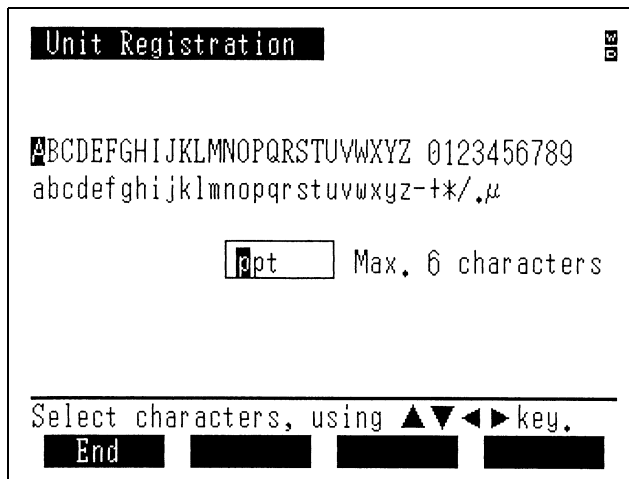 Unit Registration
W
D
ABCDEFGHIJKLMNOPQRSTUVWXYZ 0123456789
abcdefghijklmnopqrstuvwxyz-+*/.μ
ppt Max. 6 characters
Select characters, using ▲▼◀▶key.
End